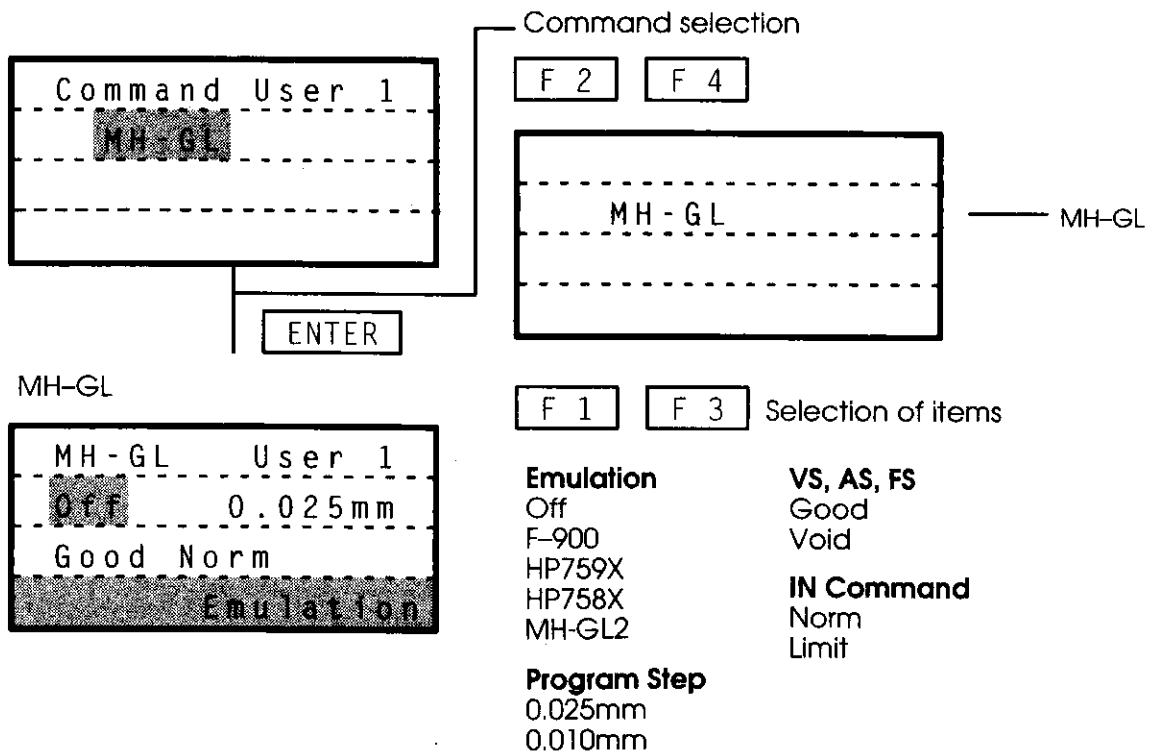 Command selection
Command User 1
MH-GL
F 2 F 4
MH-GL
MH–GL
ENTER
MH–GL
MH-GL User 1
Off 0.025mm
Good Norm
Emulation
F 1 F 3 Selection of items
Emulation
Off
F–900
HP759X
HP758X
MH-GL2
Program Step
0.025mm
0.010mm
VS, AS, FS
Good
Void
IN Command
Norm
Limit